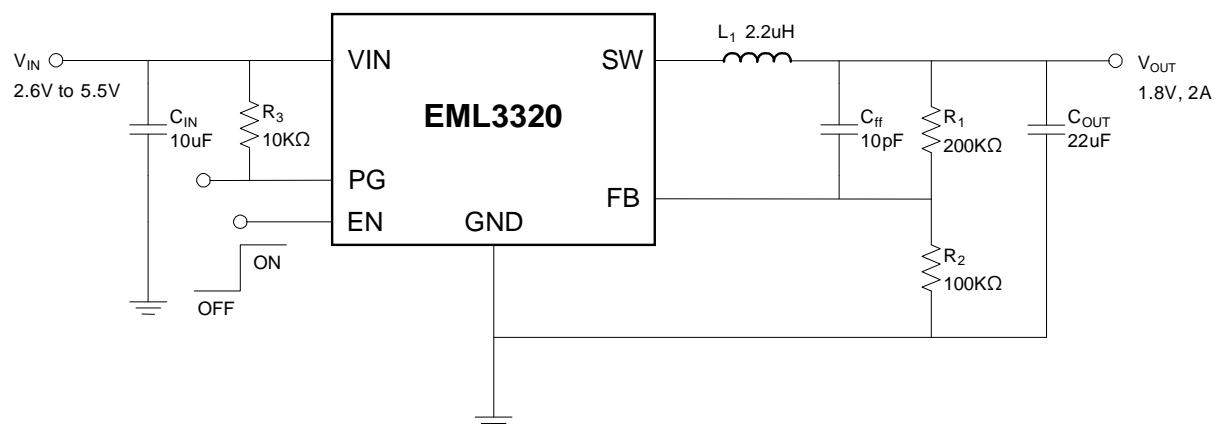 V_IN
2.6V to 5.5V
C_IN
10uF
R_3
10KΩ
VIN
PG
EN
ON
OFF
EML3320
GND
SW
FB
L_1 2.2uH
C_ff
10pF
R_1
200KΩ
R_2
100KΩ
C_OUT
22uF
V_OUT
1.8V, 2A